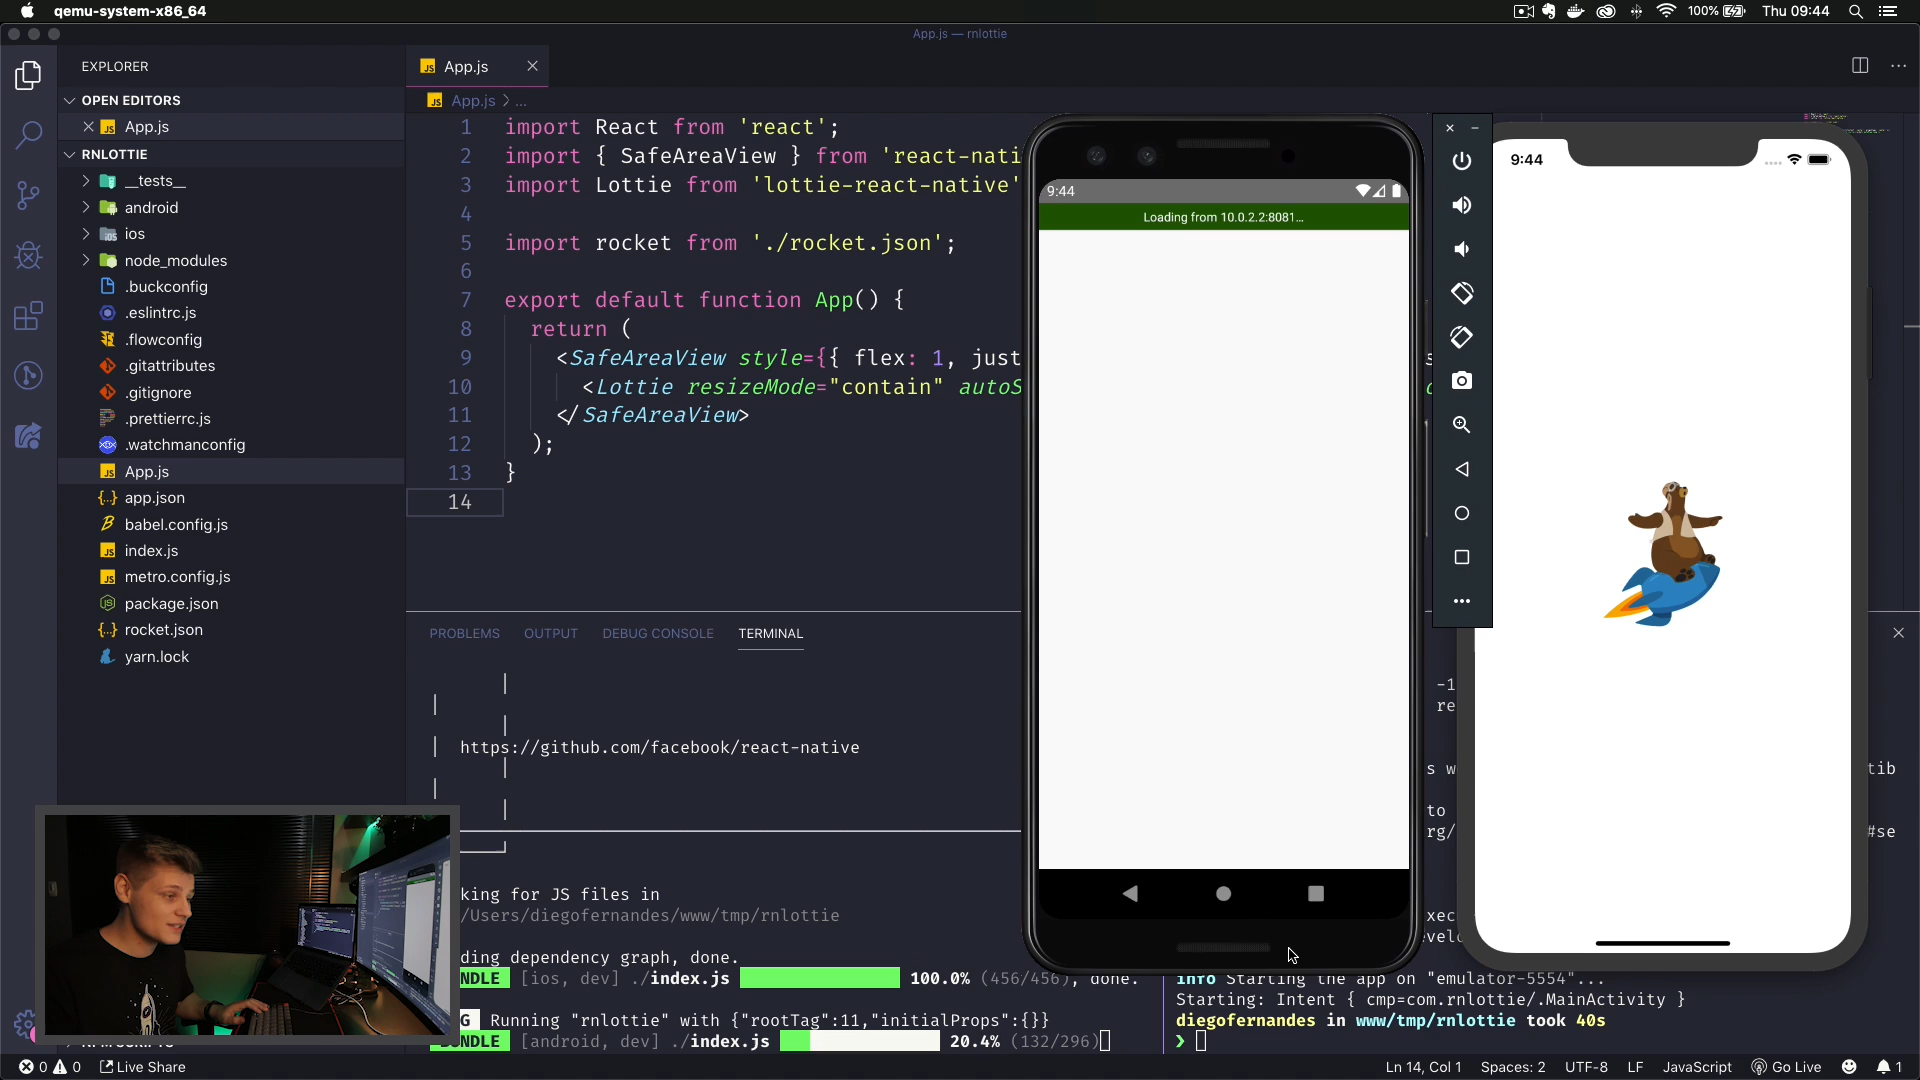 qemu-system-x86_64
100%
Thu 09:44
App.js — rnlottie
EXPLORER
OPEN EDITORS
App.js
RNLOTTIE
__tests__
android
ios
node_modules
.buckconfig
.eslintrc.js
.flowconfig
.gitattributes
.gitignore
.prettierrc.js
.watchmanconfig
App.js
app.json
babel.config.js
index.js
metro.config.js
package.json
rocket.json
yarn.lock
App.js
App.js > ...
1 import React from 'react';
2 import { SafeAreaView } from 'react-nati
3 import Lottie from 'lottie-react-native'
4
5 import rocket from './rocket.json';
6
7 export default function App() {
8 return (
9 <SafeAreaView style={{ flex: 1, just
10 <Lottie resizeMode="contain" autoS
11 </SafeAreaView>
12 );
13 }
14
PROBLEMS OUTPUT DEBUG CONSOLE TERMINAL
https://github.com/facebook/react-native
king for JS files in
/Users/diegofernandes/www/tmp/rnlottie
ding dependency graph, done.
NDLE [ios, dev] ./index.js 100.0% (456/456), done.
G Running "rnlottie" with {"rootTag":11,"initialProps":{}}
BUNDLE [android, dev] ./index.js 20.4% (132/296)
9:44
Loading from 10.0.2.2:8081...
9:44
-1
re
s w
tib
to
rg/
#se
xec
evelo
info Starting the app on "emulator-5554"...
Starting: Intent { cmp=com.rnlottie/.MainActivity }
diegofernandes in www/tmp/rnlottie took 40s
❯
0 0 Live Share
Ln 14, Col 1 Spaces: 2 UTF-8 LF JavaScript Go Live 1